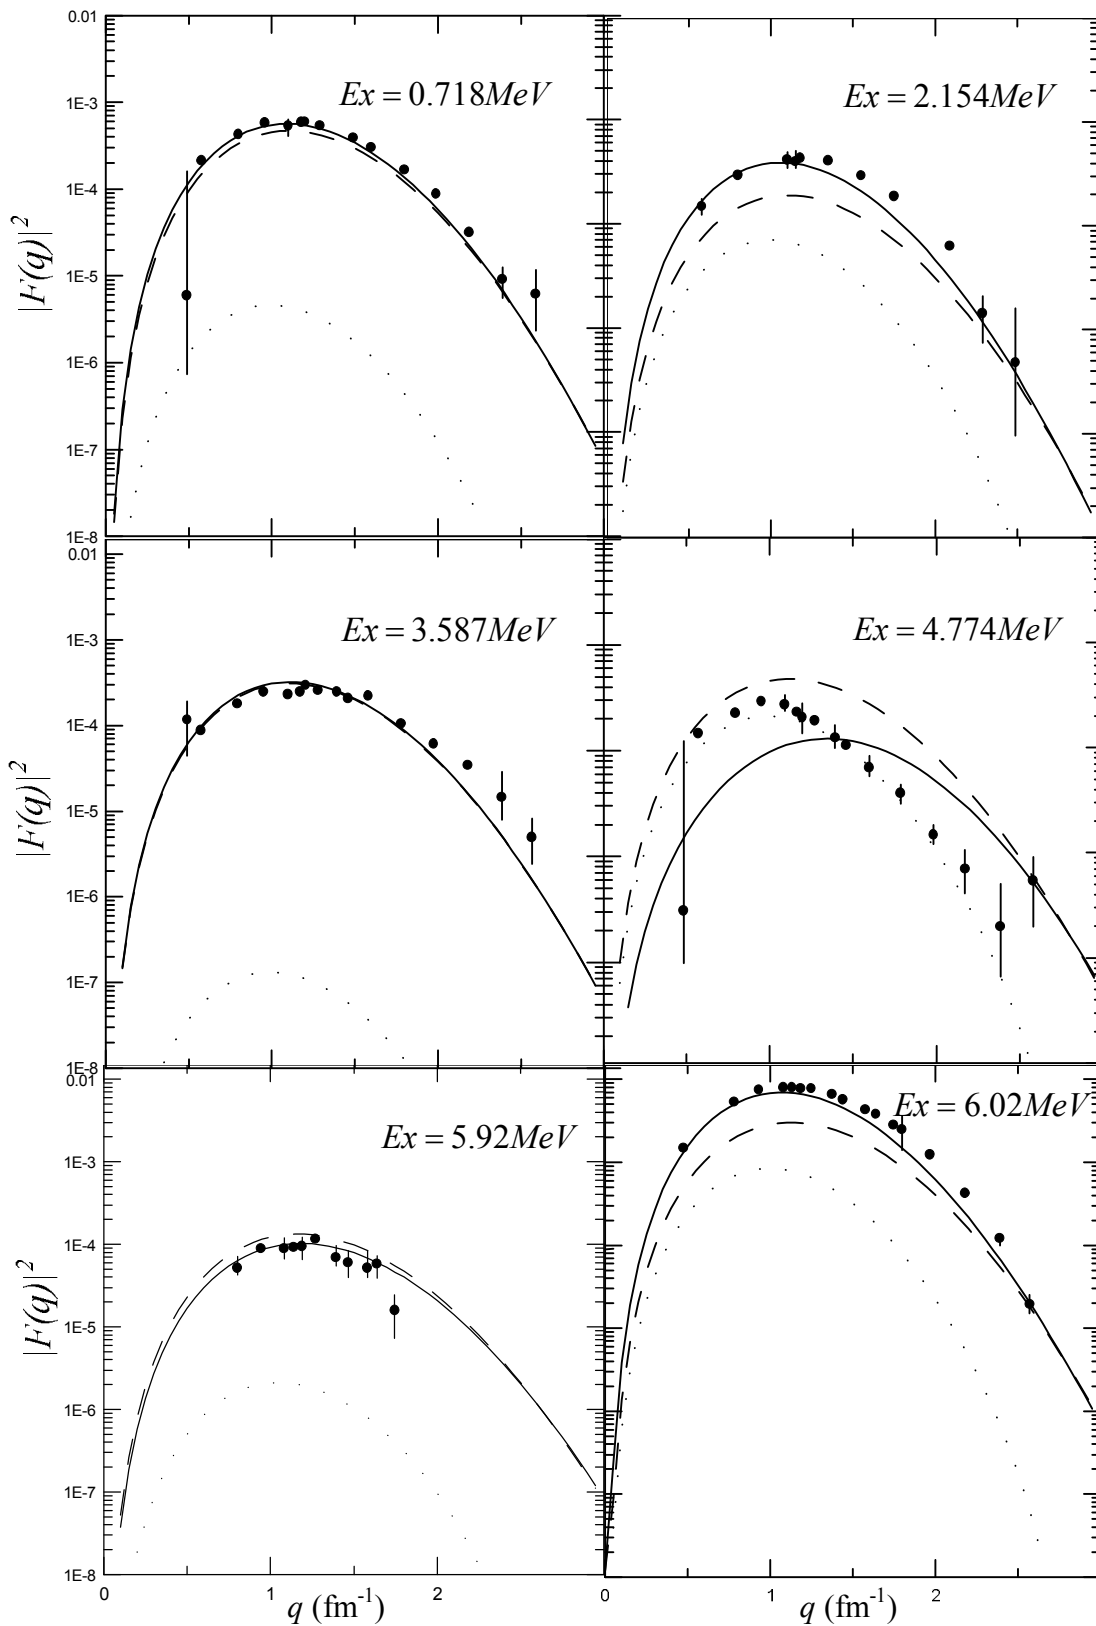 0.01
Ex = 0.718MeV
Ex = 2.154MeV
1E-3
1E-4
|F(q)|²
1E-5
1E-6
1E-7
1E-8
0.01
Ex = 3.587MeV
Ex = 4.774MeV
1E-3
1E-4
|F(q)|²
1E-5
1E-6
1E-7
1E-8
0.01
Ex = 5.92MeV
Ex = 6.02MeV
1E-3
1E-4
|F(q)|²
1E-5
1E-6
1E-7
1E-8
0 1 2 0 1 2
q (fm⁻¹) q (fm⁻¹)